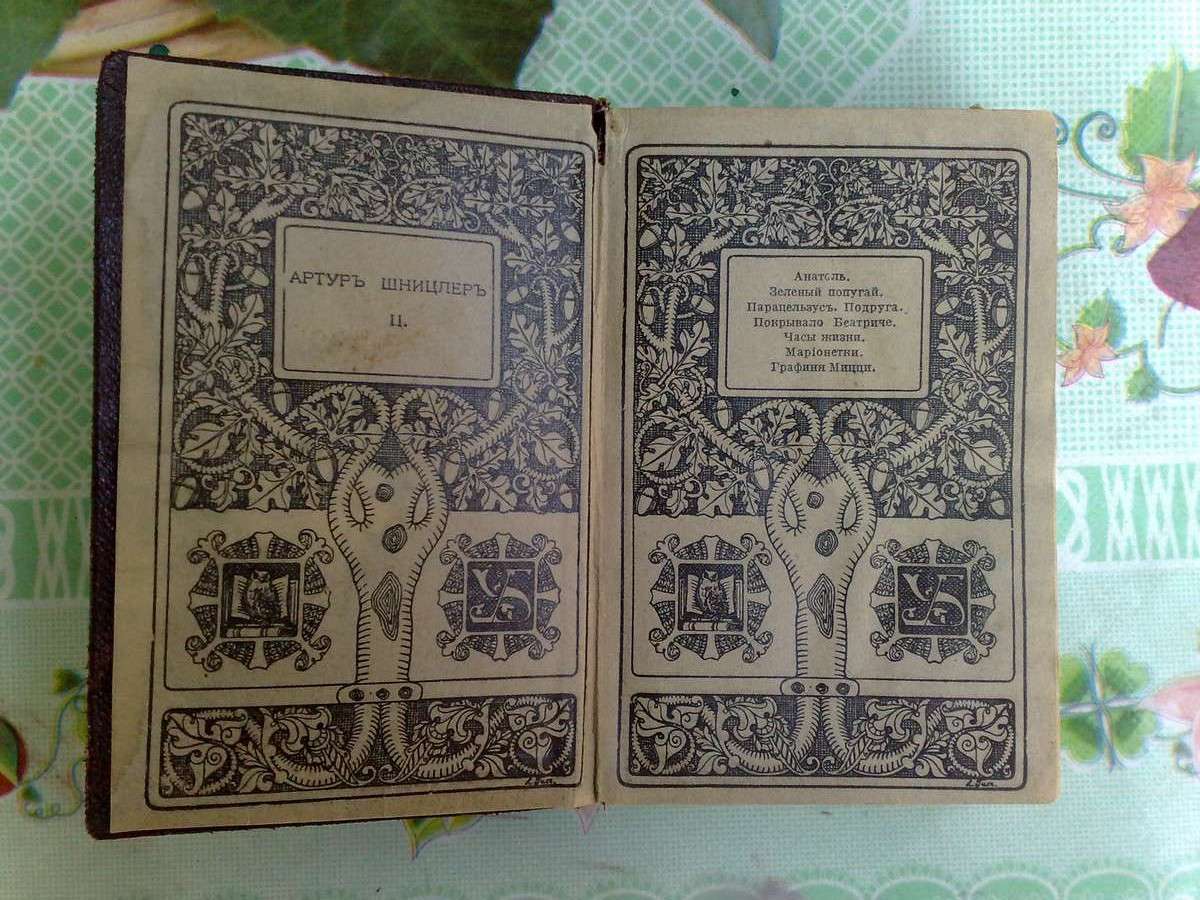 АРТУРЪ ШНИЦЛЕРЪ
II.
Анатоль.
Зеленый попугай.
Парацельзусъ. Подруга.
Покрывало Беатриче.
Часы жизни.
Маріонетки.
Графиня Мицци.